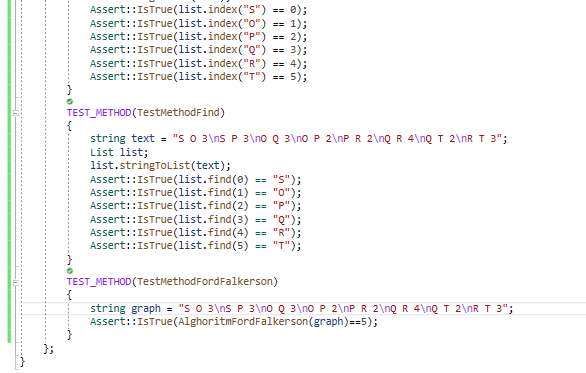 Assert::IsTrue(list.index("S") == 0);
Assert::IsTrue(list.index("O") == 1);
Assert::IsTrue(list.index("P") == 2);
Assert::IsTrue(list.index("Q") == 3);
Assert::IsTrue(list.index("R") == 4);
Assert::IsTrue(list.index("T") == 5);
}
TEST_METHOD(TestMethodFind)
{
string text = "S O 3\nS P 3\nO Q 3\nO P 2\nP R 2\nQ R 4\nQ T 2\nR T 3";
List list;
list.stringToList(text);
Assert::IsTrue(list.find(0) == "S");
Assert::IsTrue(list.find(1) == "O");
Assert::IsTrue(list.find(2) == "P");
Assert::IsTrue(list.find(3) == "Q");
Assert::IsTrue(list.find(4) == "R");
Assert::IsTrue(list.find(5) == "T");
}
TEST_METHOD(TestMethodFordFalkerson)
{
string graph = "S O 3\nS P 3\nO Q 3\nO P 2\nP R 2\nQ R 4\nQ T 2\nR T 3";
Assert::IsTrue(AlghoritmFordFalkerson(graph)==5);
}
};
}